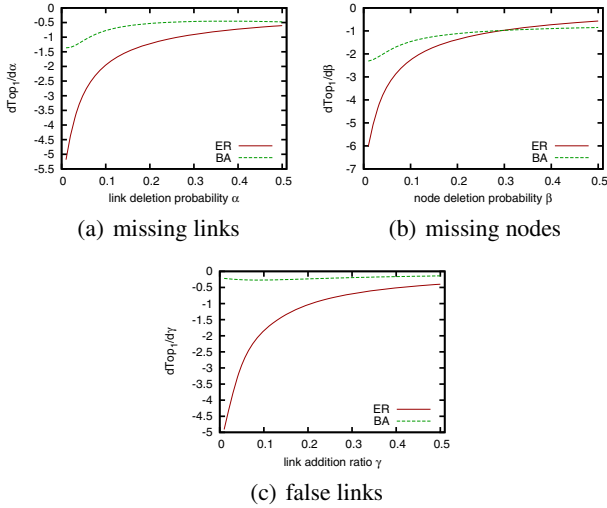 0
-0.5
-1
-1.5
-2
-2.5
-3
-3.5
-4
-4.5
-5
-5.5
dTop₁/dα
ER
BA
0 0.1 0.2 0.3 0.4 0.5
link deletion probability α
(a) missing links
0
-1
-2
-3
-4
-5
-6
-7
dTop₁/dβ
ER
BA
0 0.1 0.2 0.3 0.4 0.5
node deletion probability β
(b) missing nodes
0
-0.5
-1
-1.5
-2
-2.5
-3
-3.5
-4
-4.5
-5
dTop₁/dγ
ER
BA
0 0.1 0.2 0.3 0.4 0.5
link addition ratio γ
(c) false links